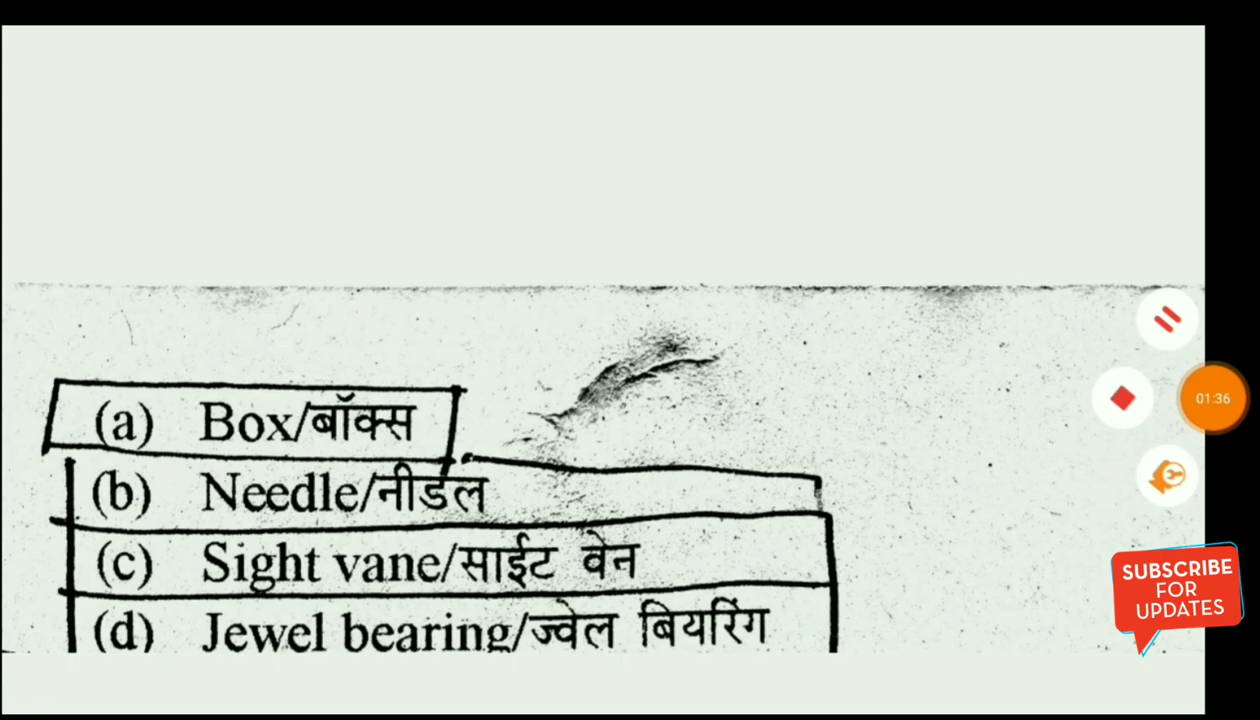 (a) Box/बॉक्स
(b) Needle/नीडल
(c) Sight vane/साईट वेन
(d) Jewel bearing/ज्वेल बियरिंग
01:36
SUBSCRIBE
FOR
UPDATES